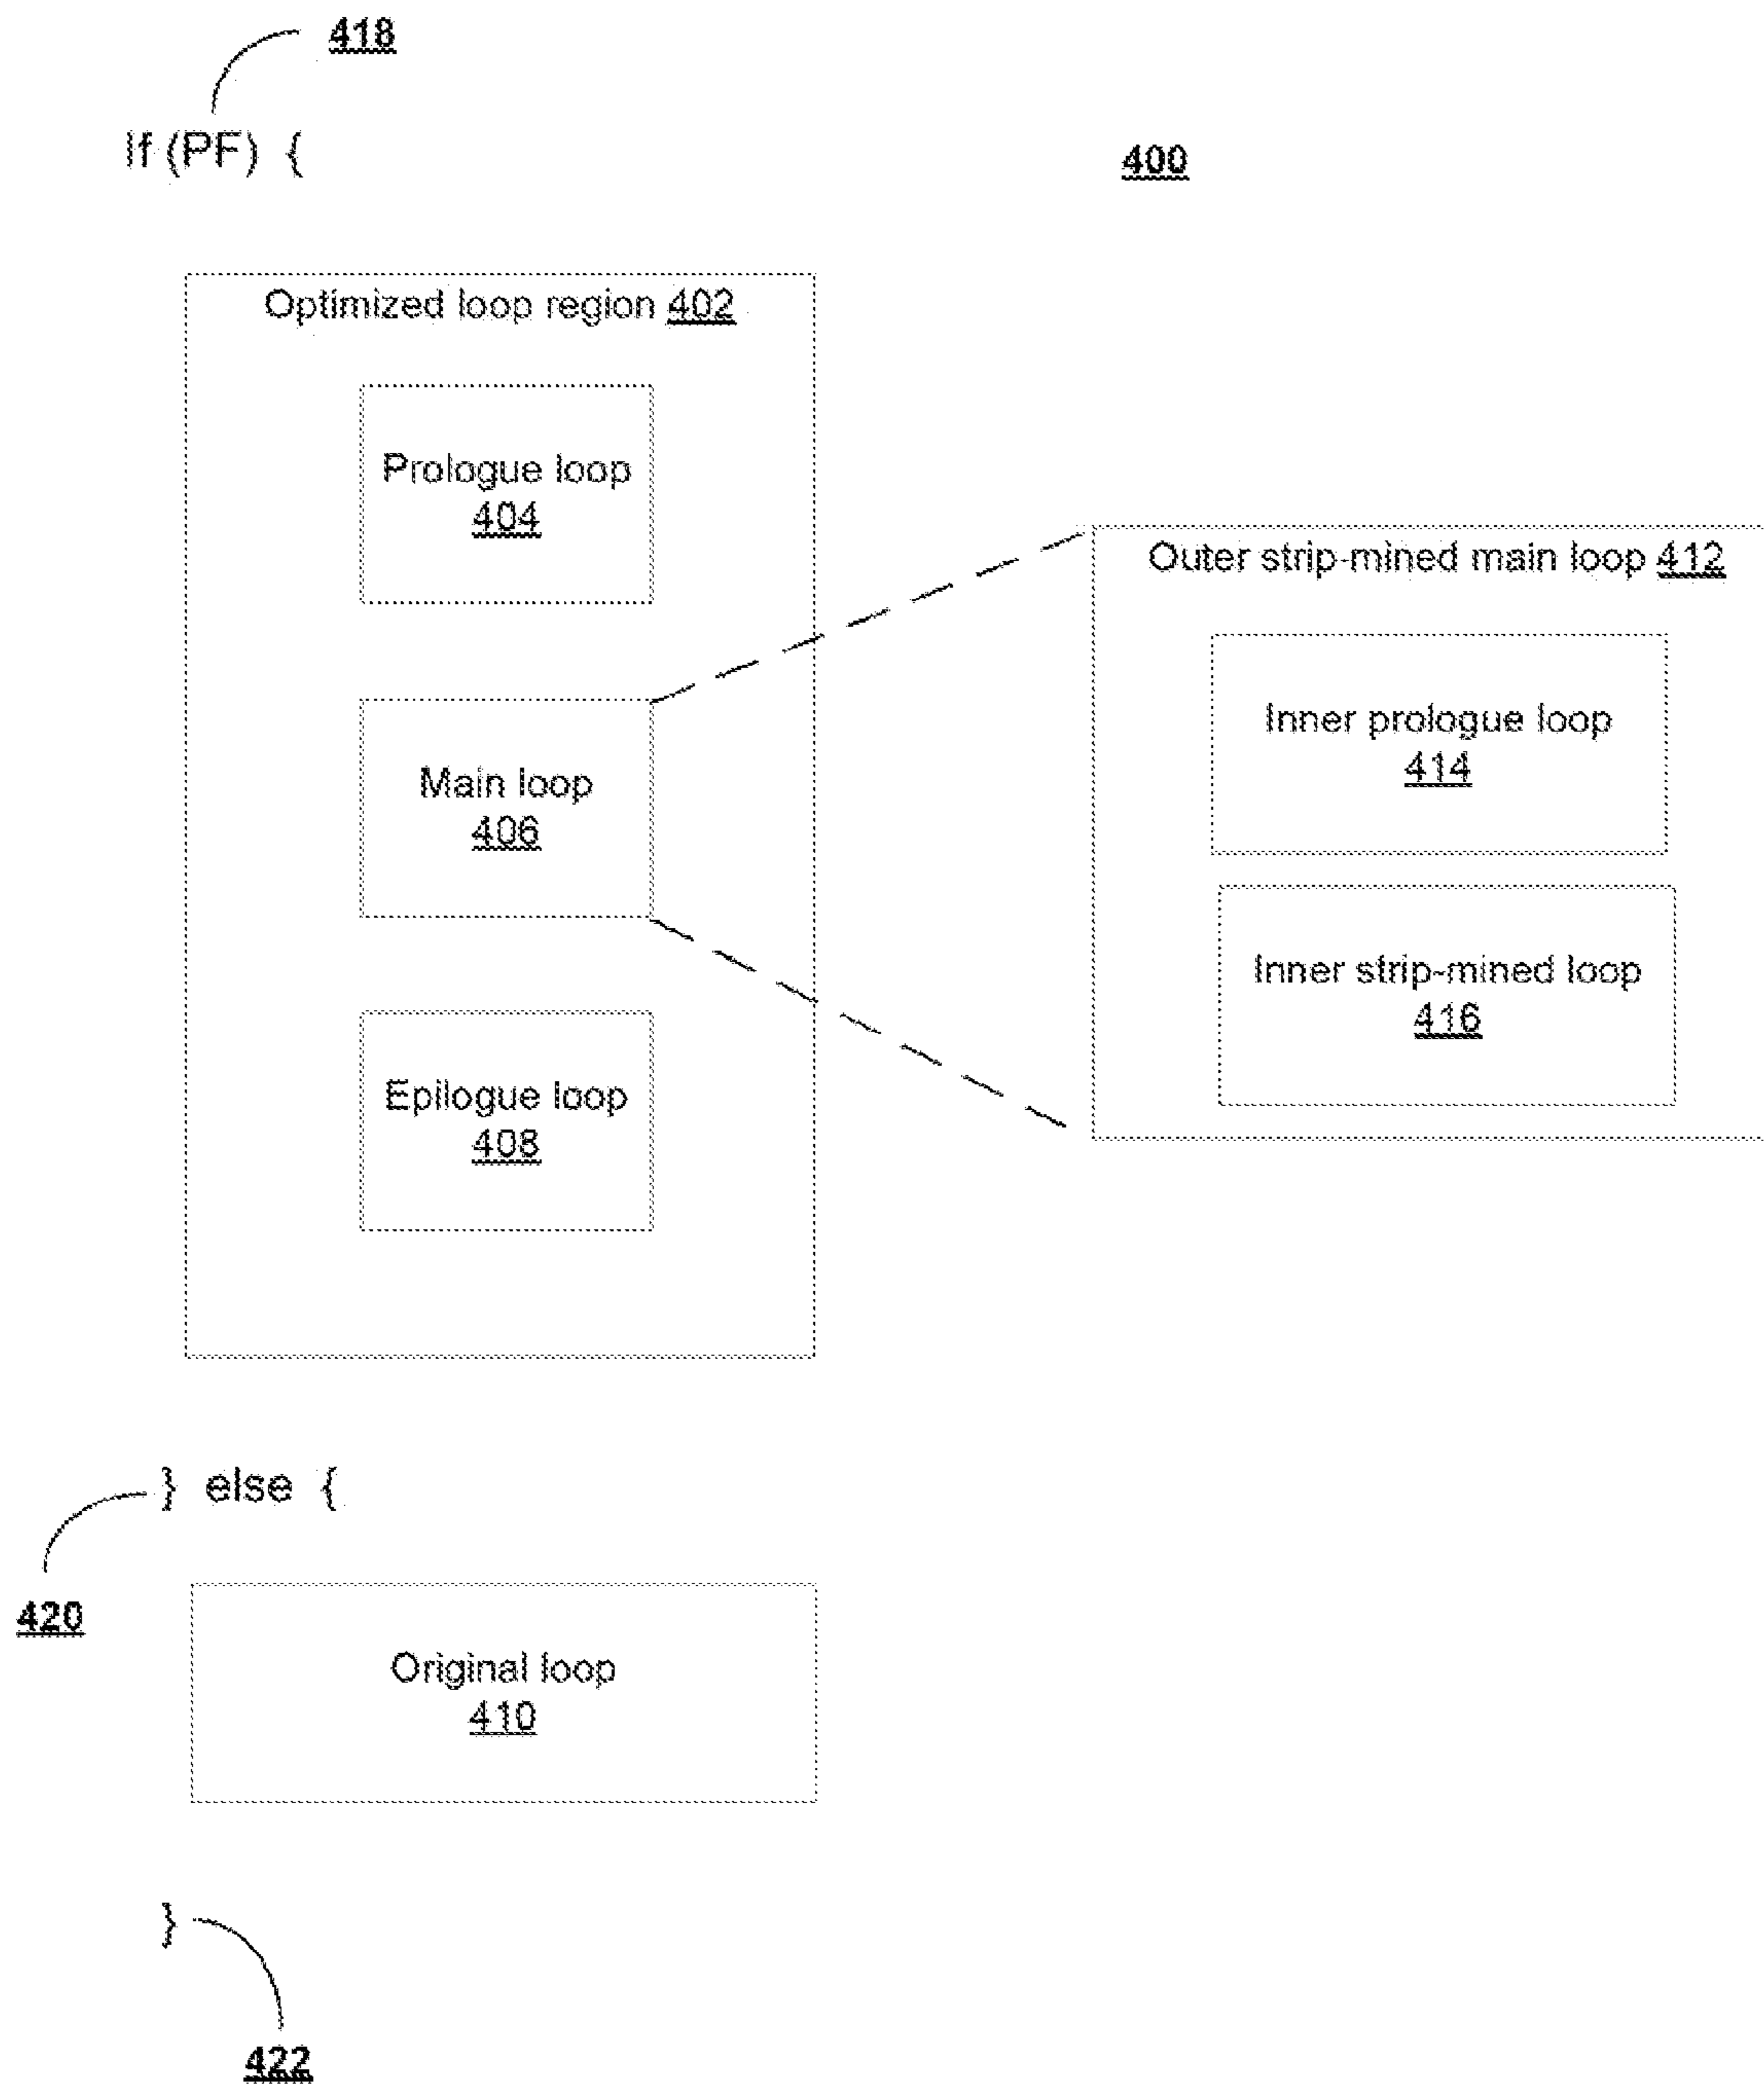 418
If (PF) {
400
Optimized loop region 402
Prologue loop
404
Outer strip-mined main loop 412
Inner prologue loop
414
Main loop
406
Inner strip-mined loop
416
Epilogue loop
408
} else {
420
Original loop
410
}
422